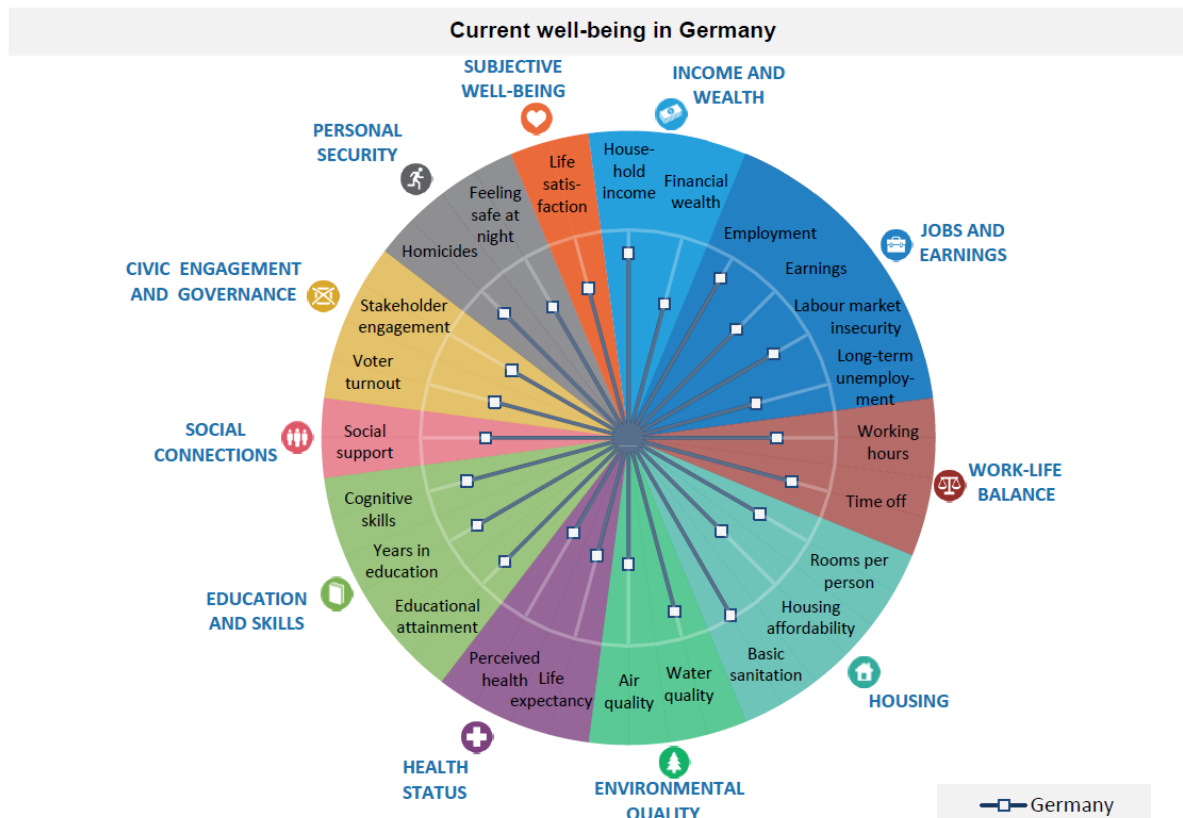 Current well-being in Germany
SUBJECTIVE
WELL-BEING
INCOME AND
WEALTH
PERSONAL
SECURITY
JOBS AND
EARNINGS
CIVIC ENGAGEMENT
AND GOVERNANCE
SOCIAL
CONNECTIONS
WORK-LIFE
BALANCE
EDUCATION
AND SKILLS
HOUSING
HEALTH
STATUS
ENVIRONMENTAL
QUALITY
House-
hold
income
Financial
wealth
Employment
Earnings
Labour market
insecurity
Long-term
unemploy-
ment
Working
hours
Time off
Rooms per
person
Housing
affordability
Basic
sanitation
Water
quality
Air
quality
Life
expectancy
Perceived
health
Educational
attainment
Years in
education
Cognitive
skills
Social
support
Voter
turnout
Stakeholder
engagement
Homicides
Feeling
safe at
night
Life
satis-
faction
Germany